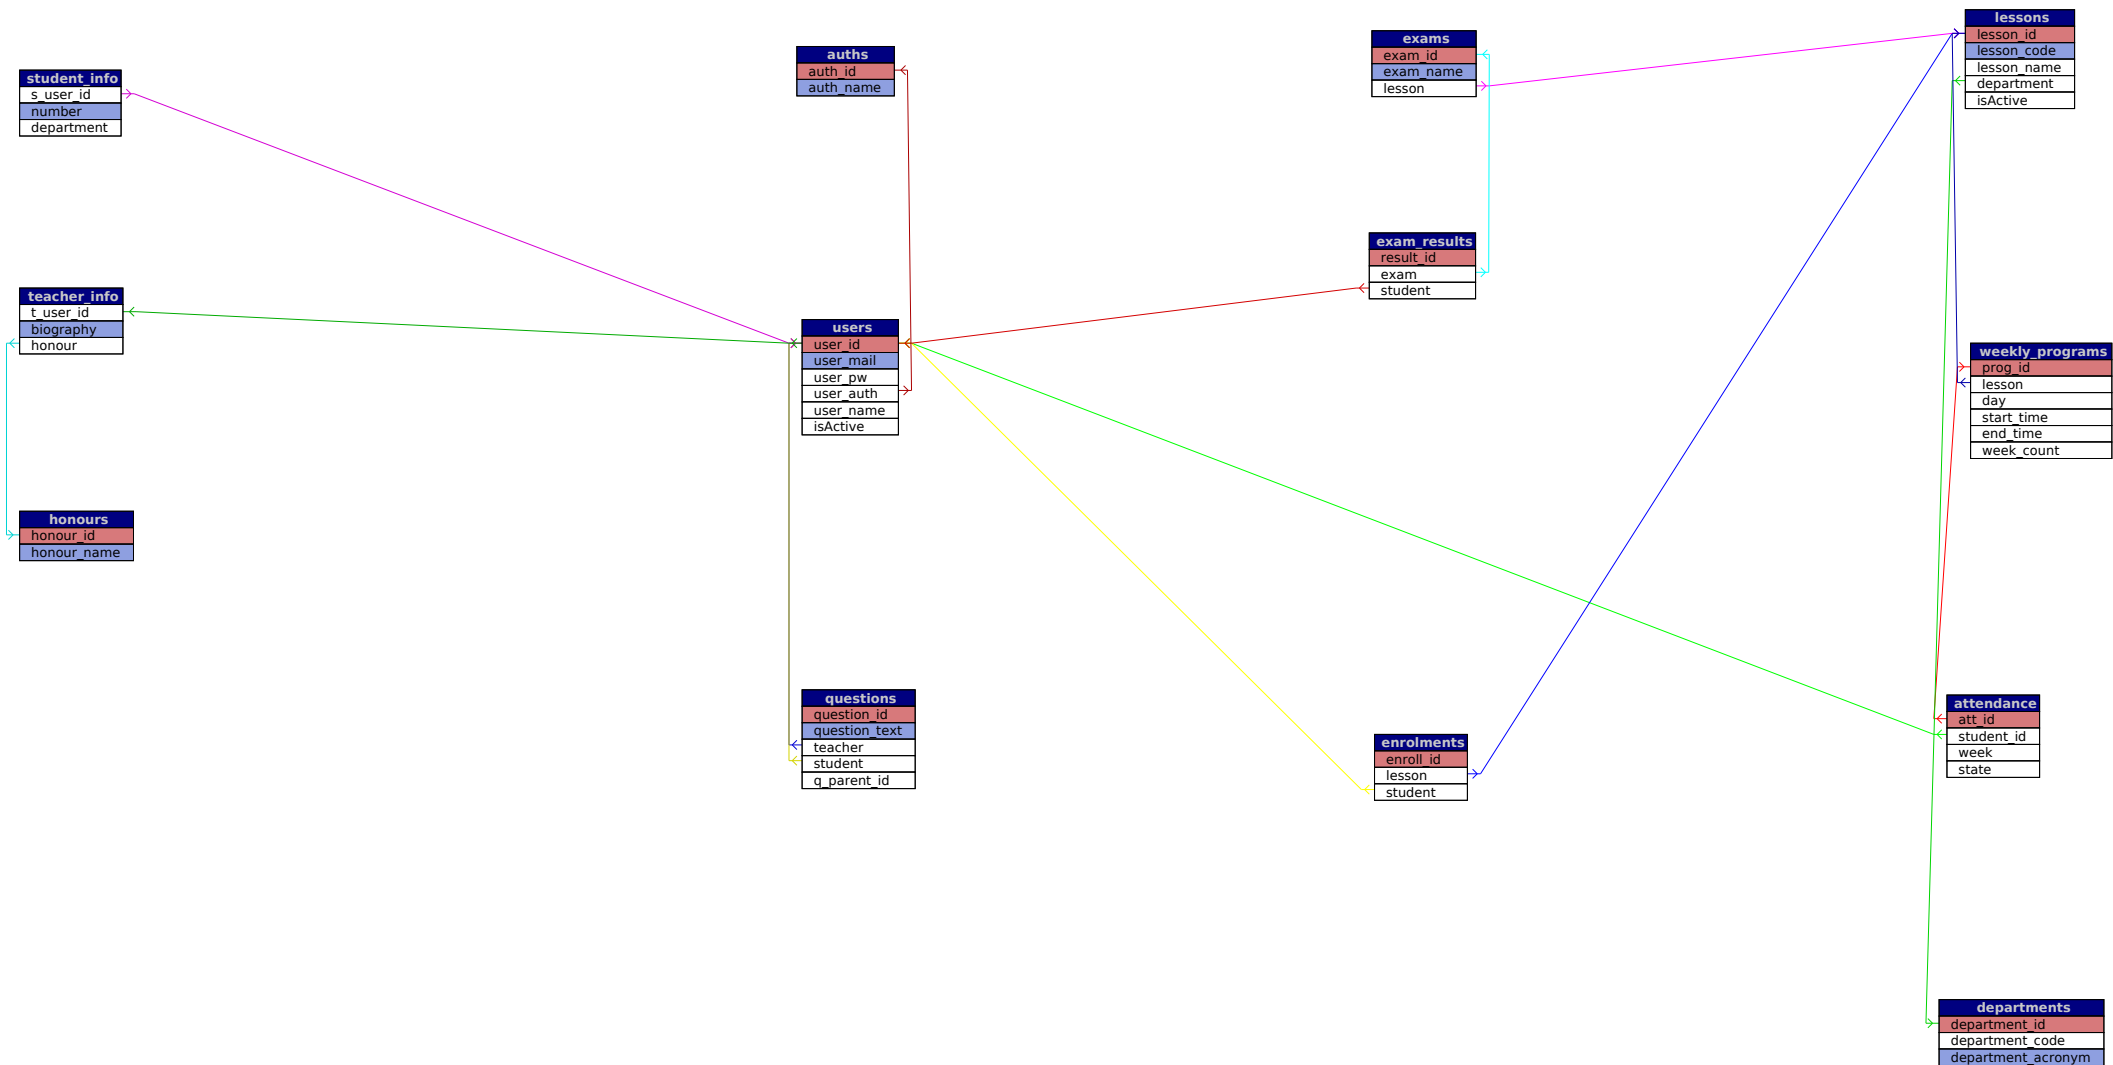 student_info
s_user_id
number
department
teacher_info
t_user_id
biography
honour
honours
honour_id
honour_name
auths
auth_id
auth_name
users
user_id
user_mail
user_pw
user_auth
user_name
isActive
questions
question_id
question_text
teacher
student
q_parent_id
exams
exam_id
exam_name
lesson
exam_results
result_id
exam
student
enrolments
enroll_id
lesson
student
lessons
lesson_id
lesson_code
lesson_name
department
isActive
weekly_programs
prog_id
lesson
day
start_time
end_time
week_count
attendance
att_id
student_id
week
state
departments
department_id
department_code
department_acronym